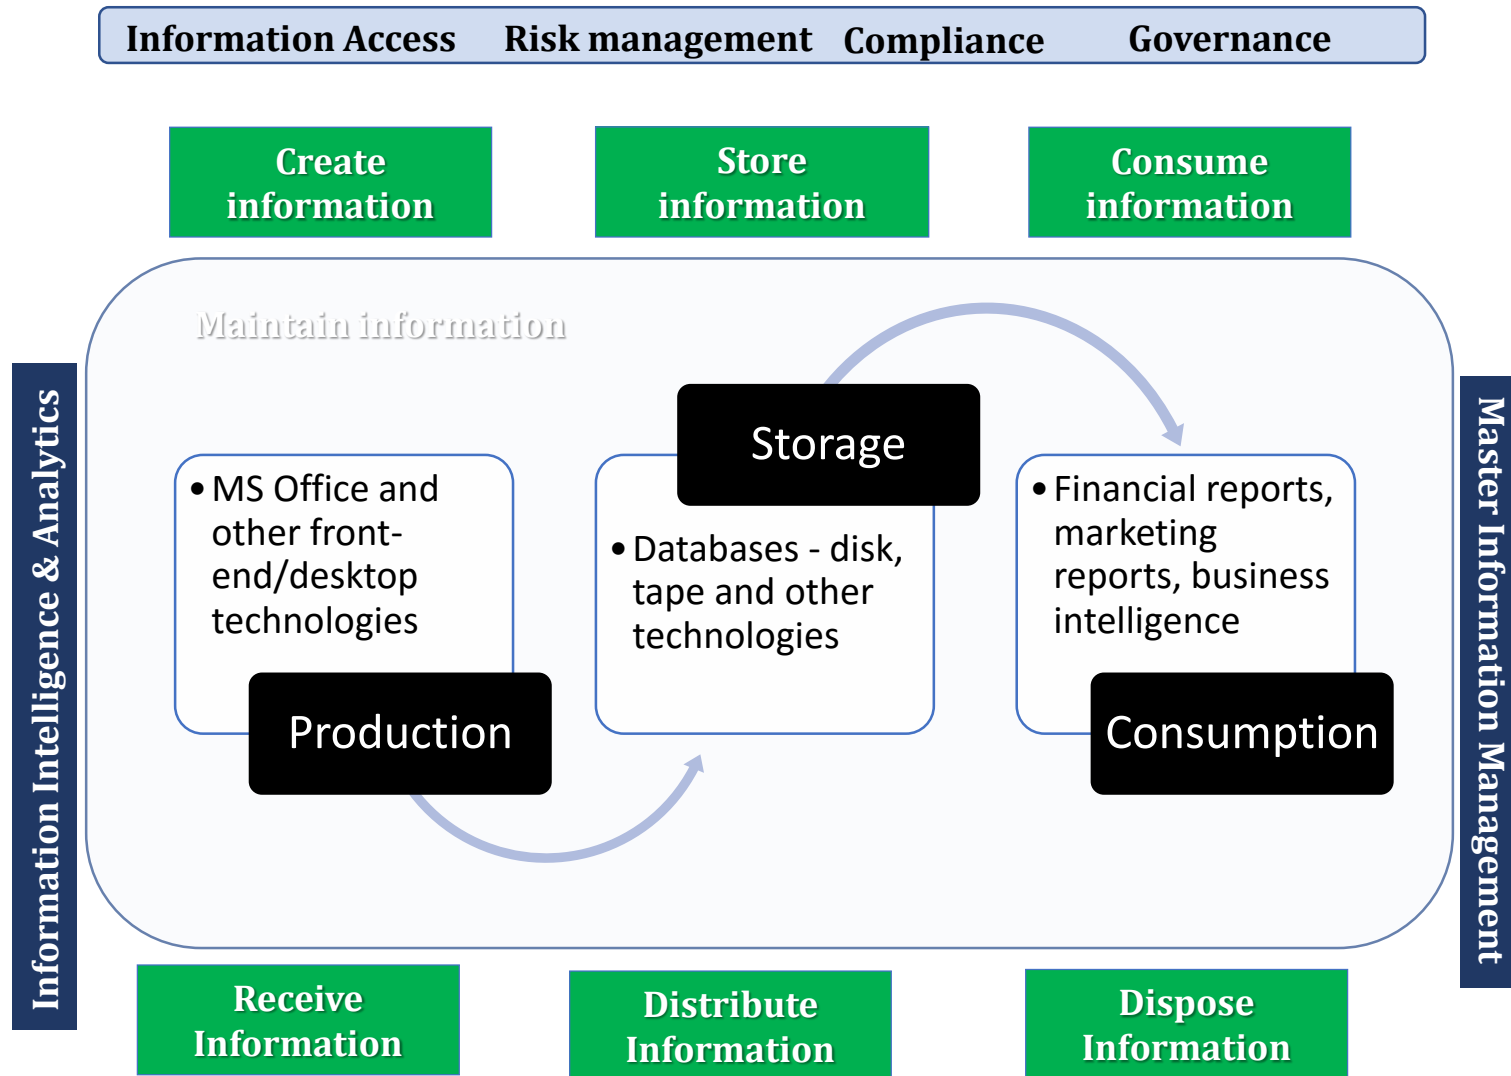 Information Access Risk management Compliance Governance
Create
information
Store
information
Consume
information
Maintain information
Information Intelligence & Analytics
• MS Office and
other front-
end/desktop
technologies
Production
Storage
• Databases - disk,
tape and other
technologies
• Financial reports,
marketing
reports, business
intelligence
Consumption
Master Information Management
Receive
Information
Distribute
Information
Dispose
Information